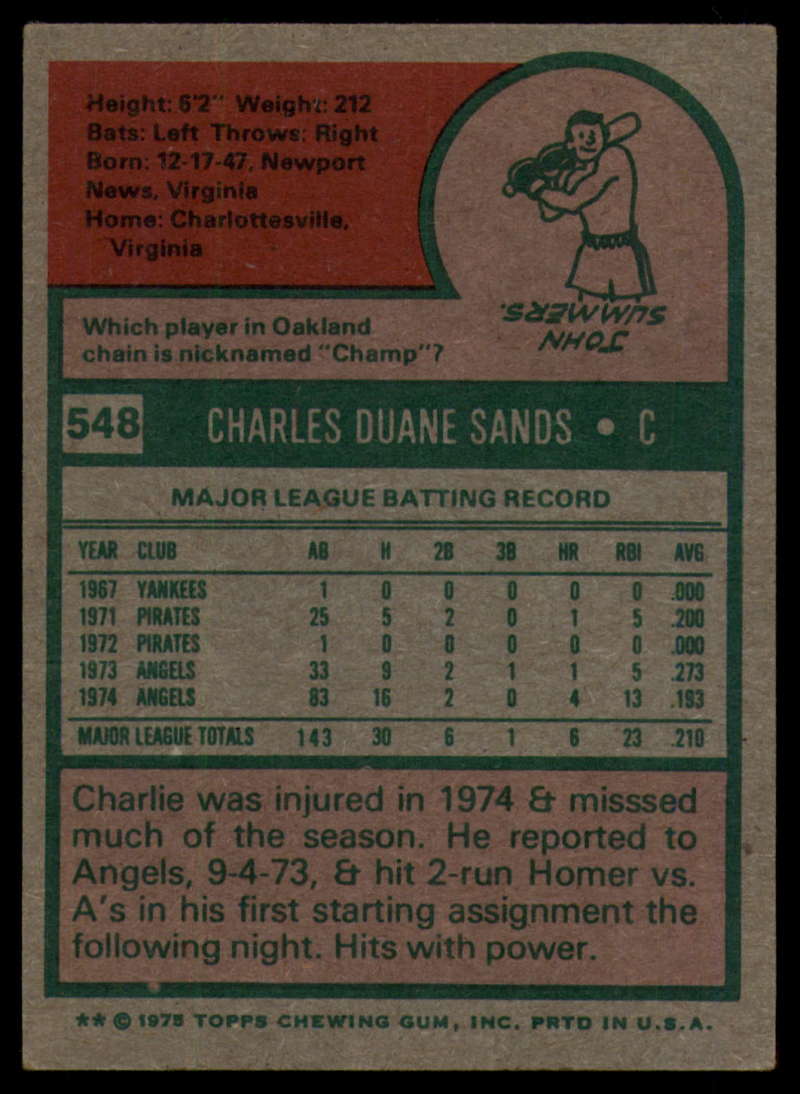 Height: 6'2" Weight: 212
Bats: Left Throws: Right
Born: 12-17-47, Newport
News, Virginia
Home: Charlottesville,
Virginia
Which player in Oakland
chain is nicknamed "Champ"?
JOHN
SUMMERS.
548 CHARLES DUANE SANDS • C
MAJOR LEAGUE BATTING RECORD
YEAR CLUB AB H 2B 3B HR RBI AVG
1967 YANKEES 1 0 0 0 0 0 .000
1971 PIRATES 25 5 2 0 1 5 .200
1972 PIRATES 1 0 0 0 0 0 .000
1973 ANGELS 33 9 2 1 1 5 .273
1974 ANGELS 83 16 2 0 4 13 .193
MAJOR LEAGUE TOTALS 143 30 6 1 6 23 .210
Charlie was injured in 1974 & misssed
much of the season. He reported to
Angels, 9-4-73, & hit 2-run Homer vs.
A's in his first starting assignment the
following night. Hits with power.
** © 1975 TOPPS CHEWING GUM, INC. PRTD IN U.S.A.